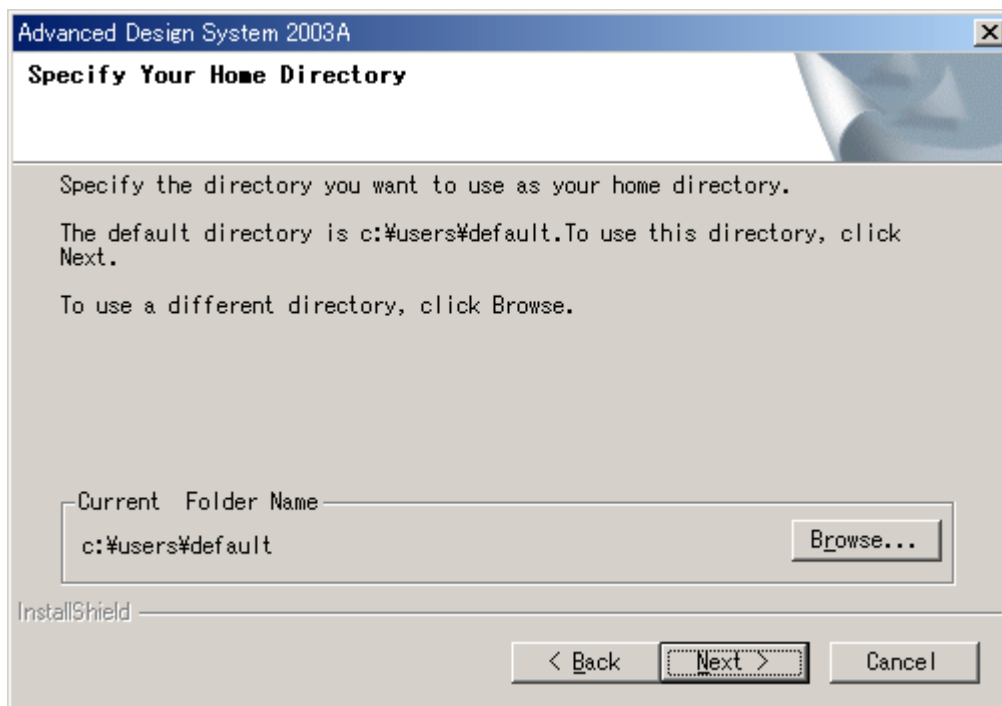 Advanced Design System 2003A
Specify Your Home Directory
Specify the directory you want to use as your home directory.
The default directory is c:¥users¥default.To use this directory, click
Next.
To use a different directory, click Browse.
Current  Folder Name
c:¥users¥default
Browse...
InstallShield
< Back
Next >
Cancel